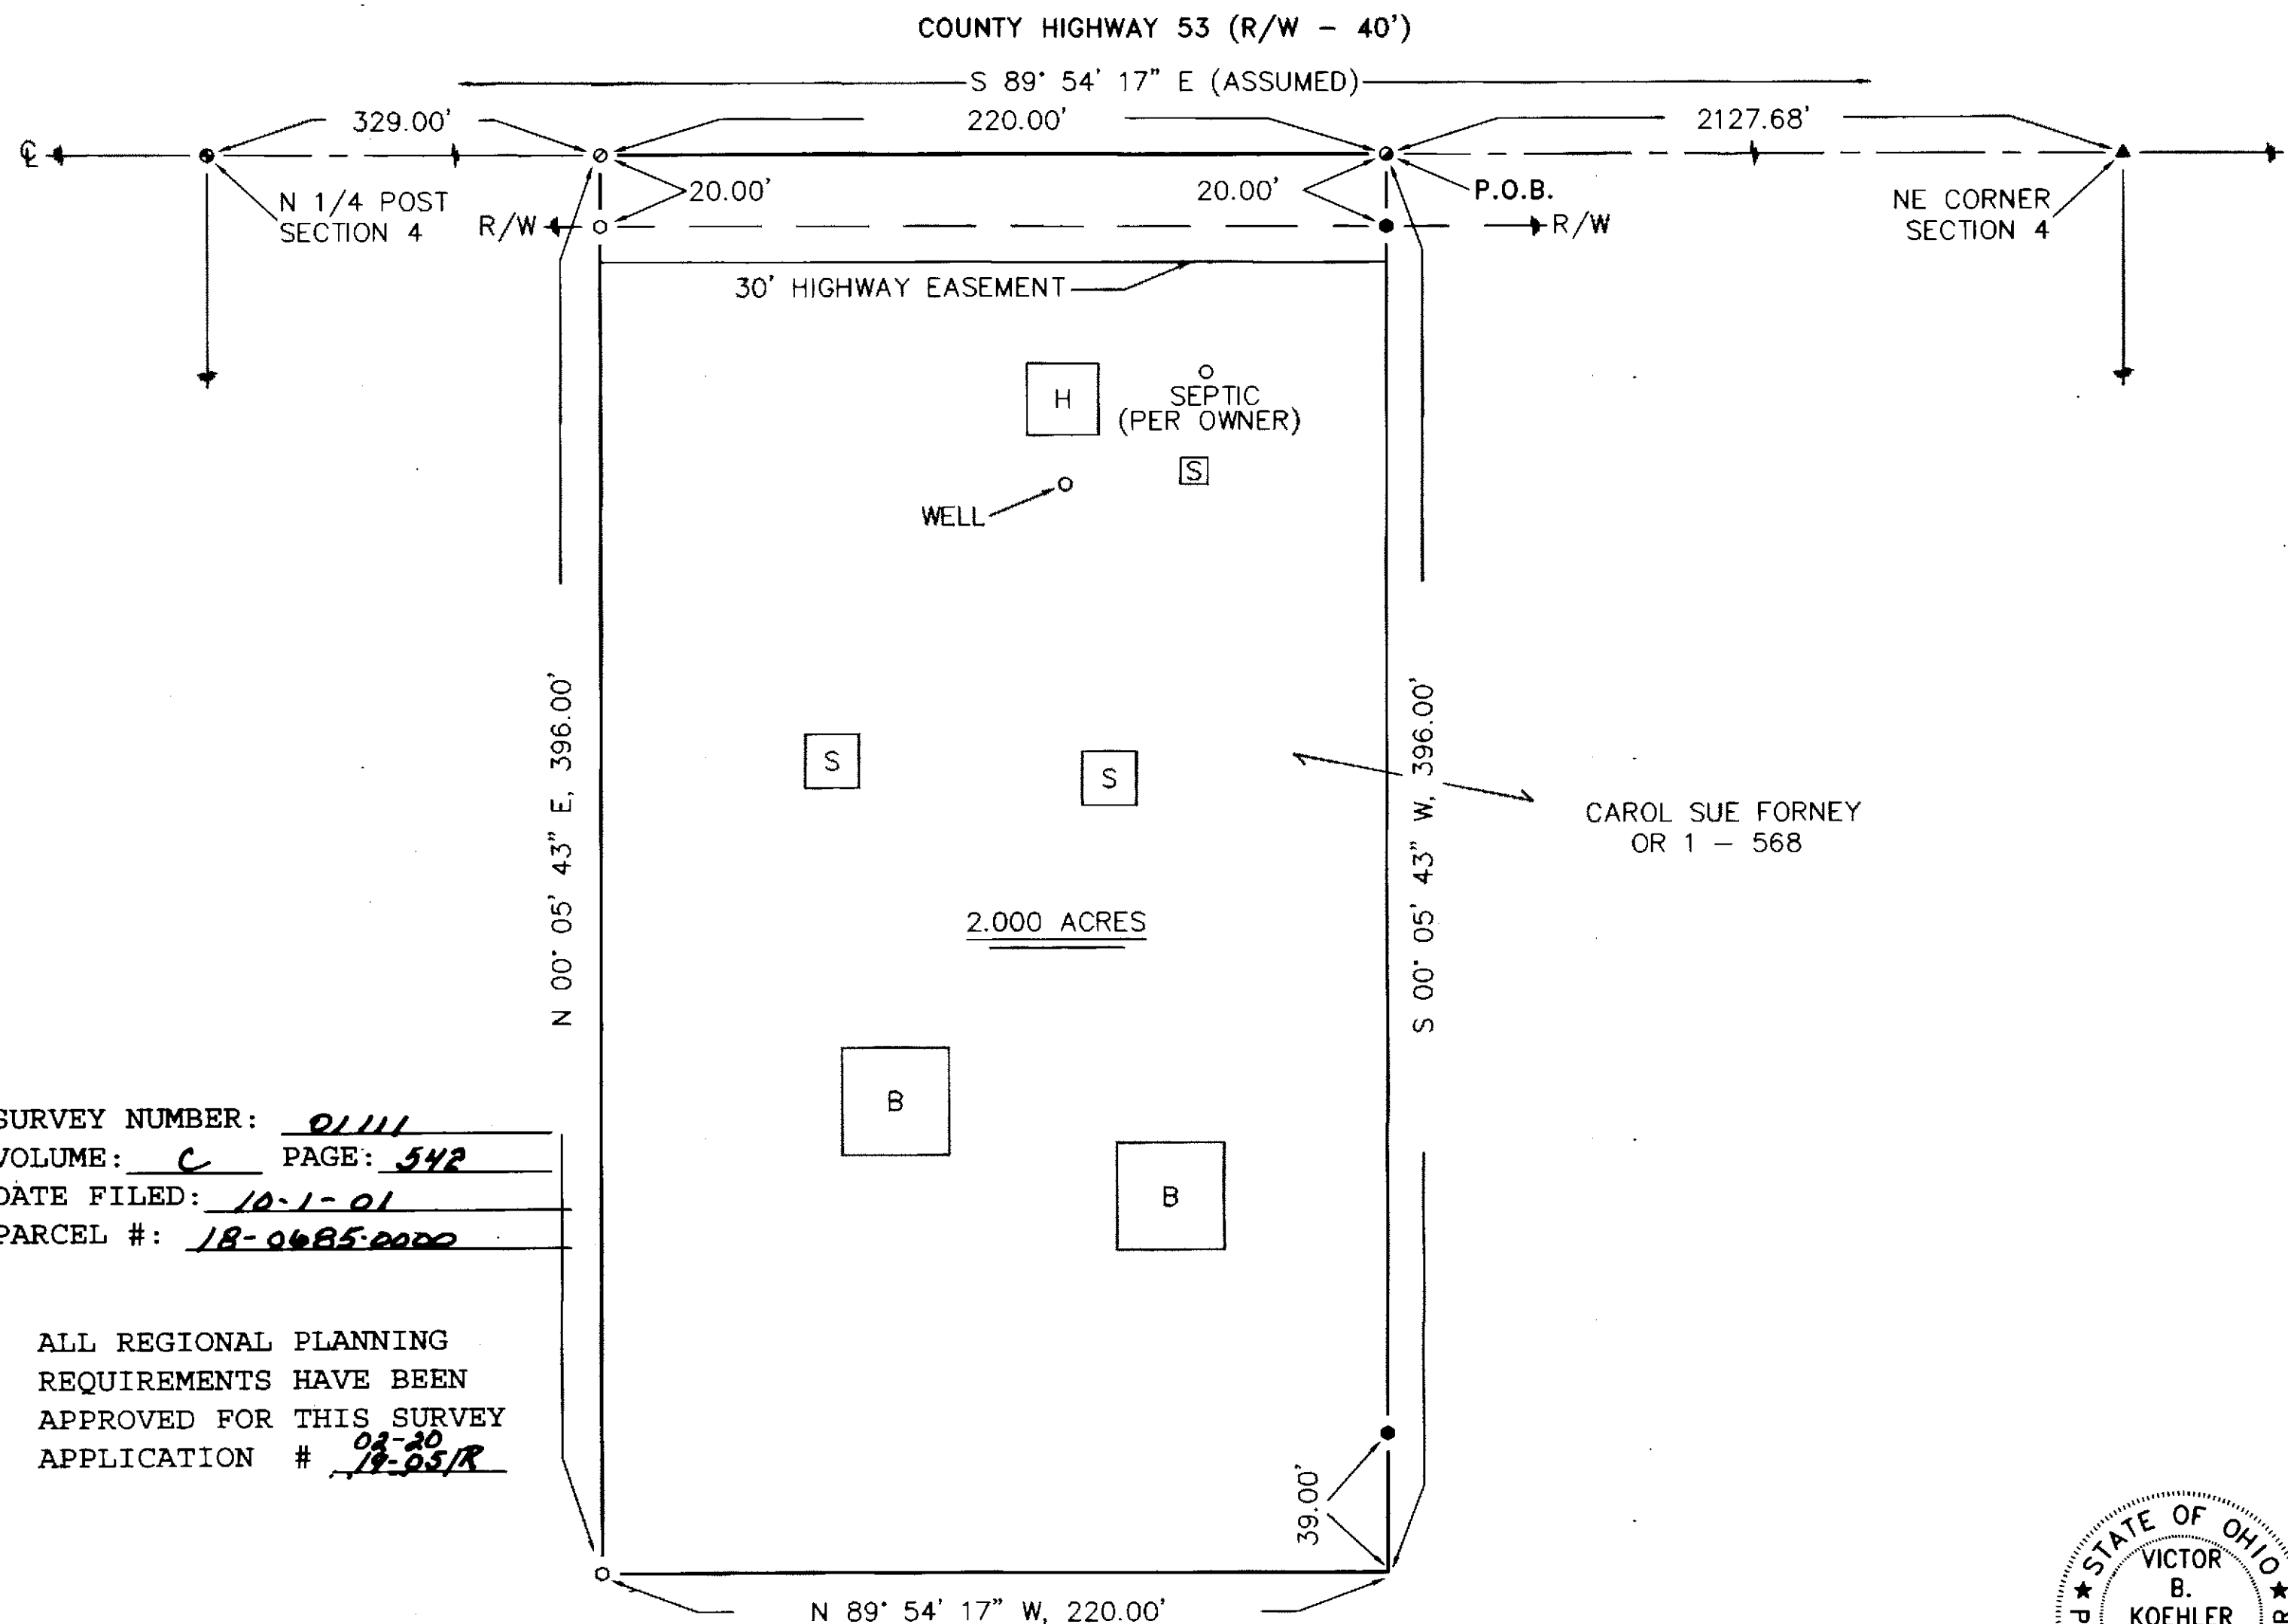 COUNTY HIGHWAY 53 (R/W - 40')
S 89° 54' 17" E (ASSUMED)
329.00'
220.00'
2127.68'
℄
N 1/4 POST
SECTION 4
20.00'
20.00'
P.O.B.
NE CORNER
SECTION 4
R/W
R/W
30' HIGHWAY EASEMENT
H
SEPTIC
(PER OWNER)
S
WELL
N 00° 05' 43" E, 396.00'
S 00° 05' 43" W, 396.00'
S
S
CAROL SUE FORNEY
OR 1 - 568
2.000 ACRES
B
B
SURVEY NUMBER: 01111
VOLUME: C PAGE: 542
DATE FILED: 10-1-01
PARCEL #: 18-0685.0000
ALL REGIONAL PLANNING
REQUIREMENTS HAVE BEEN
APPROVED FOR THIS SURVEY
02-20
APPLICATION # 19-05/R
39.00'
N 89° 54' 17" W, 220.00'
STATE OF OHIO
VICTOR
B.
KOEHLER